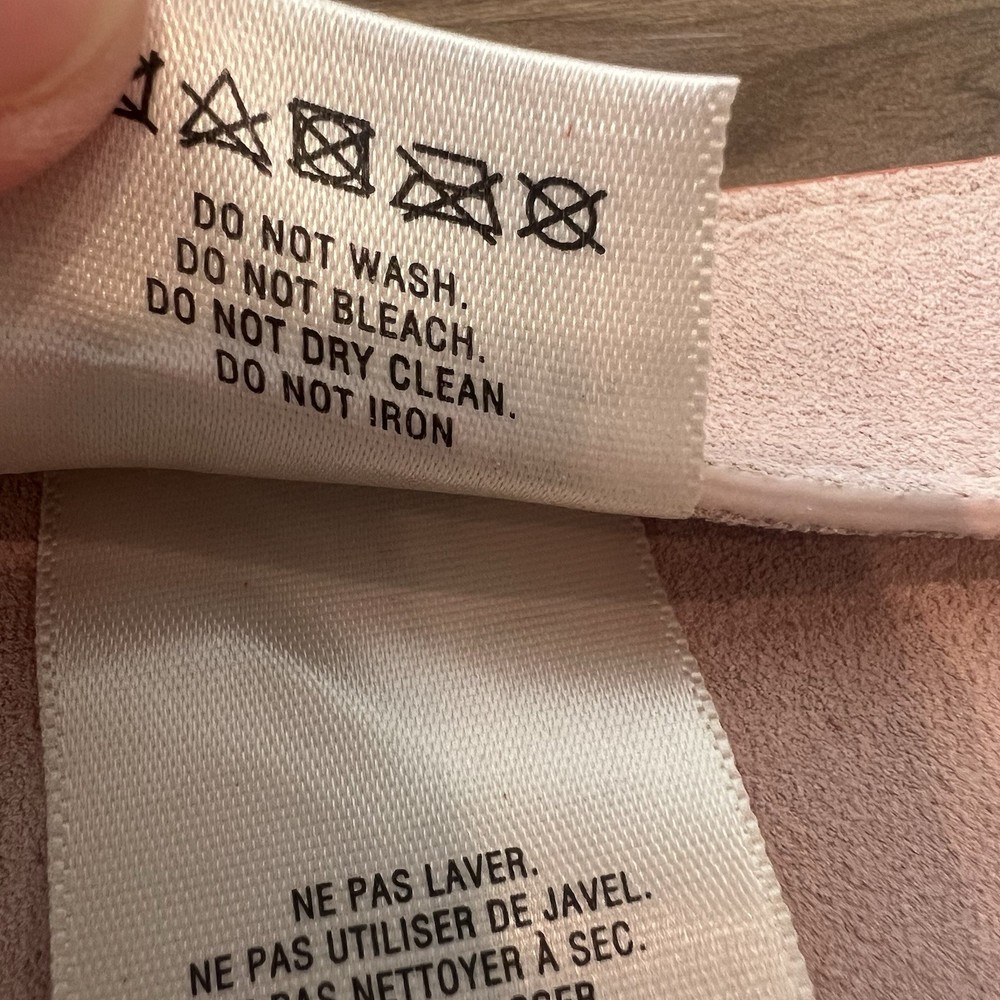 DO NOT WASH.
DO NOT BLEACH.
DO NOT DRY CLEAN.
DO NOT IRON
NE PAS LAVER.
NE PAS UTILISER DE JAVEL.
PAS NETTOYER À SEC.